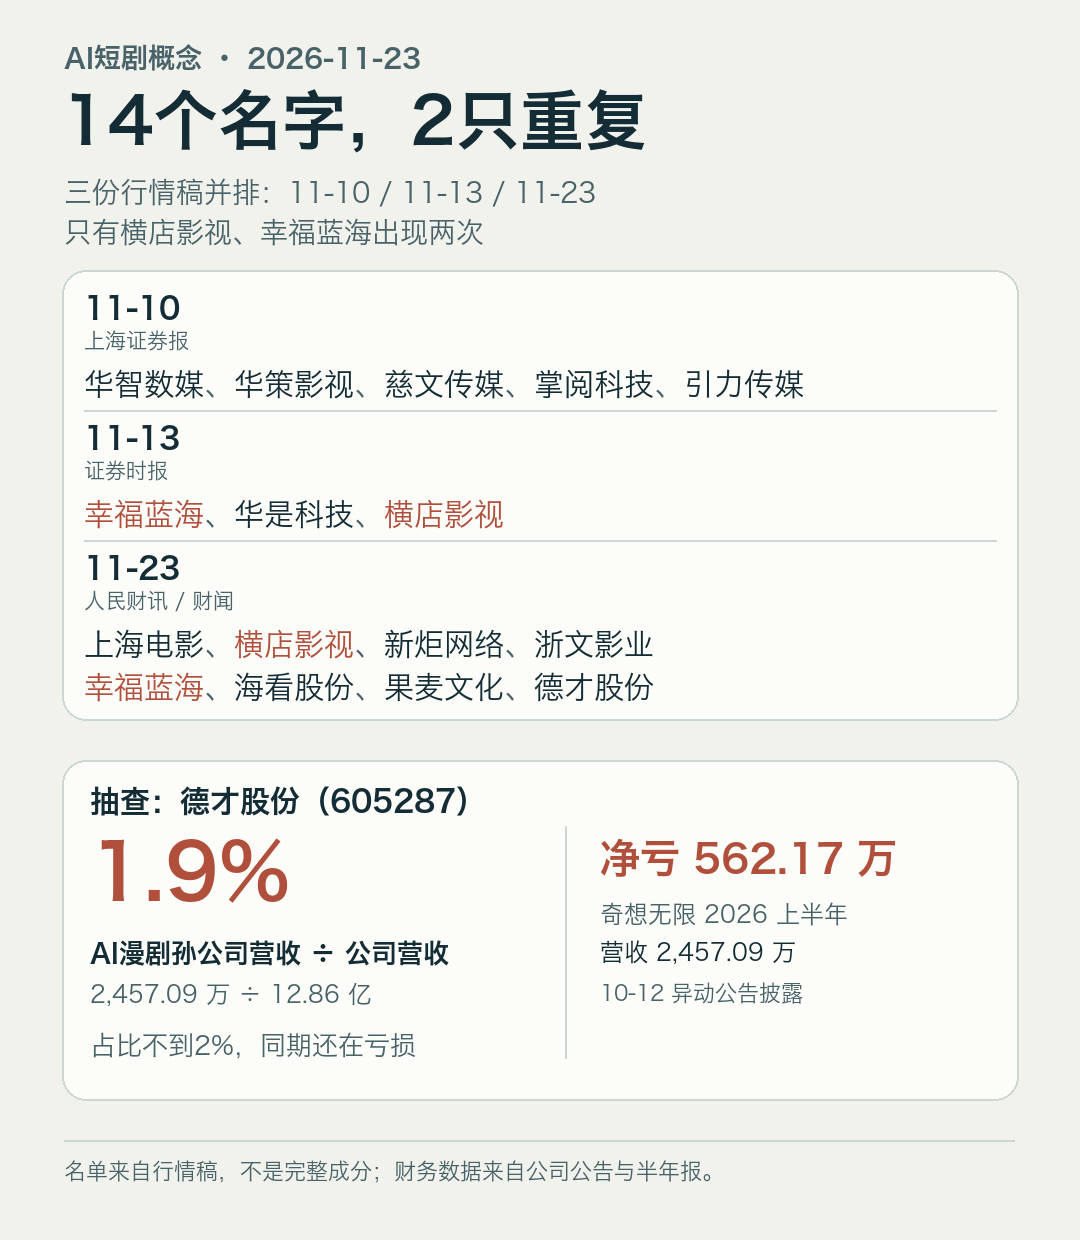 AI短剧概念 · 2026-11-23
14个名字，2只重复
三份行情稿并排：11-10 / 11-13 / 11-23
只有横店影视、幸福蓝海出现两次
11-10
上海证券报
华智数媒、华策影视、慈文传媒、掌阅科技、引力传媒
11-13
证券时报
幸福蓝海、华是科技、横店影视
11-23
人民财讯 / 财闻
上海电影、横店影视、新炬网络、浙文影业
幸福蓝海、海看股份、果麦文化、德才股份
抽查：德才股份（605287）
1.9%
AI漫剧孙公司营收 ÷ 公司营收
2,457.09 万 ÷ 12.86 亿
占比不到2%，同期还在亏损
净亏 562.17 万
奇想无限 2026 上半年
营收 2,457.09 万
10-12 异动公告披露
名单来自行情稿，不是完整成分；财务数据来自公司公告与半年报。